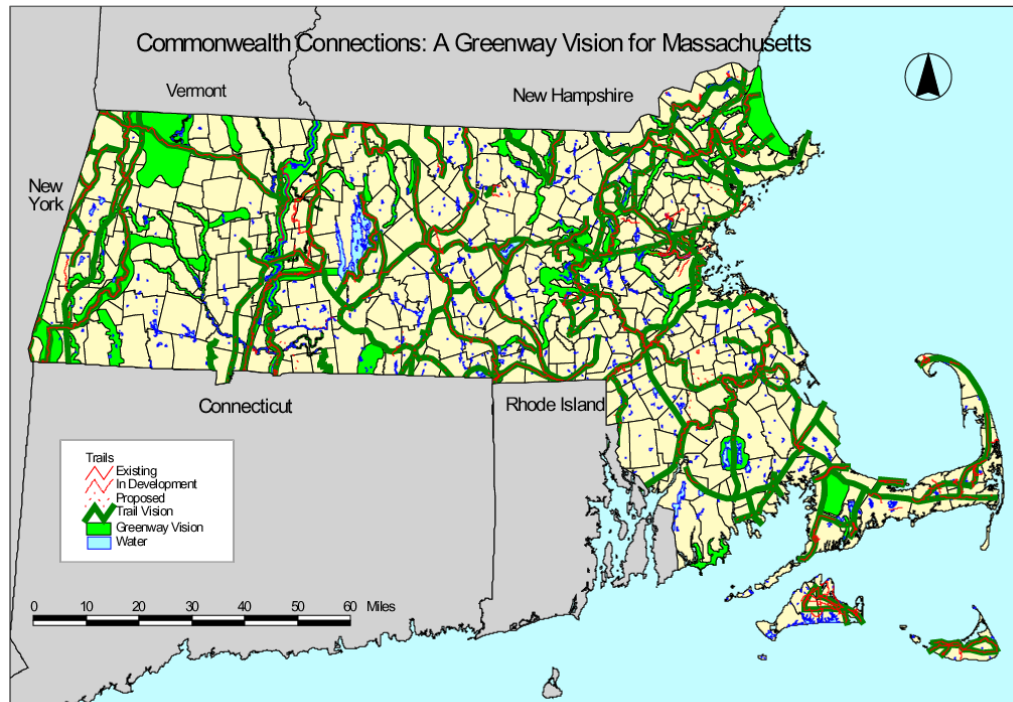 Commonwealth Connections: A Greenway Vision for Massachusetts
Vermont
New Hampshire
New
York
Connecticut
Rhode Island
Trails
Existing
In Development
Proposed
Trail Vision
Greenway Vision
Water
0 10 20 30 40 50 60 Miles